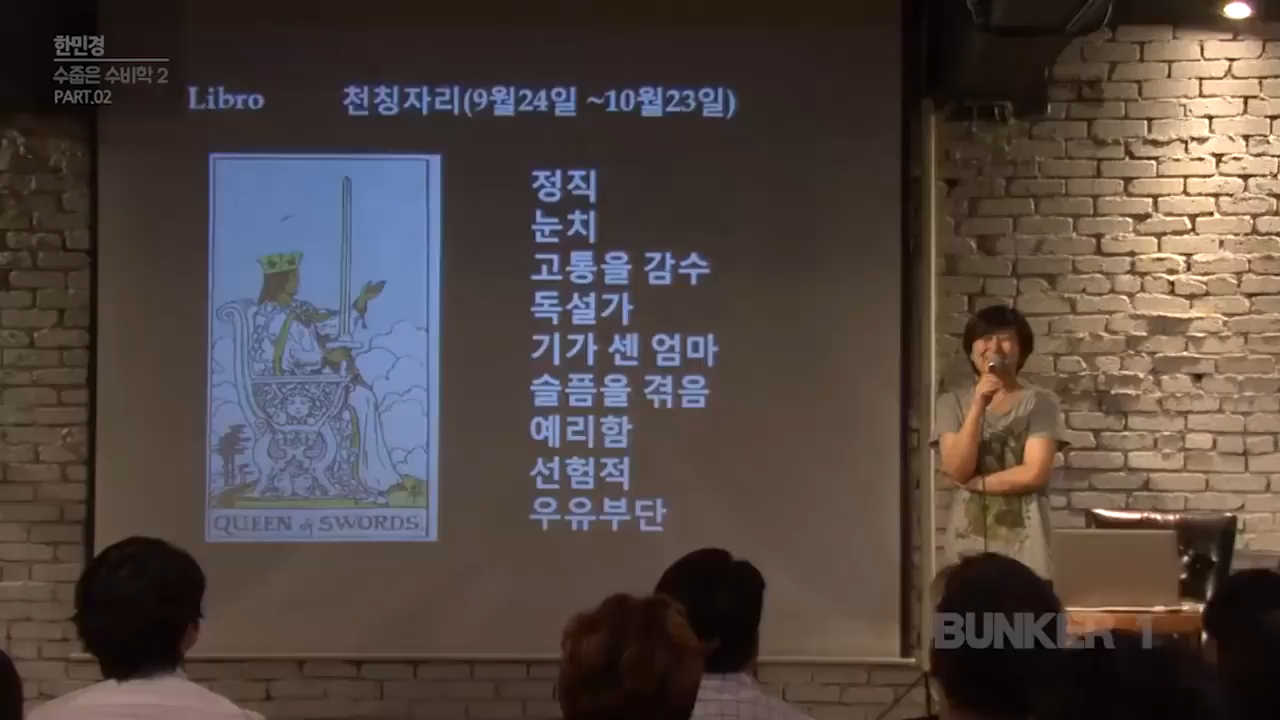 한민경
수줍은 수비학 2
PART.02
Libro 천칭자리(9월24일 ~10월23일)
정직
눈치
고통을 감수
독설가
기가 센 엄마
슬픔을 겪음
예리함
선험적
우유부단
QUEEN of SWORDS.
BUNKER 1